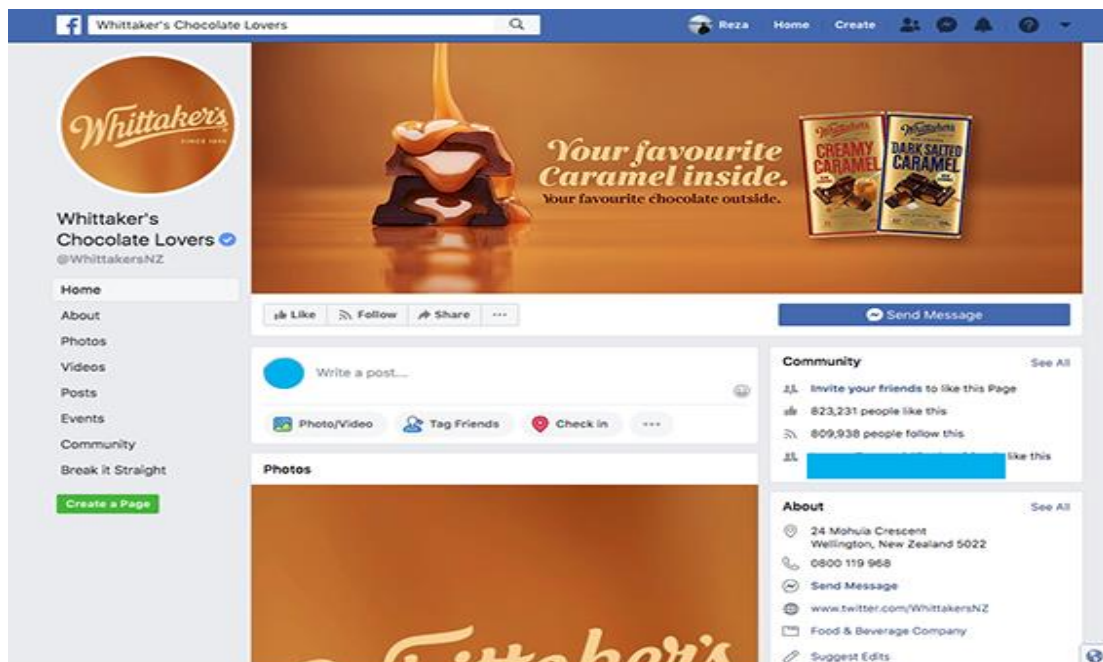 Whittaker's Chocolate Lovers
Reza Home Create
Whittaker's
SINCE 1896
Whittaker's
Chocolate Lovers
@WhittakersNZ
Home
About
Photos
Videos
Posts
Events
Community
Break it Straight
Create a Page
Your favourite
Caramel inside.
Your favourite chocolate outside.
Whittaker's
CREAMY
CARAMEL
Whittaker's
DARK SALTED
CARAMEL
Like Follow Share
Send Message
Write a post...
Photo/Video Tag Friends Check in
Photos
Whittaker's
Community See All
Invite your friends to like this Page
823,231 people like this
809,938 people follow this
like this
About See All
24 Mohuia Crescent
Wellington, New Zealand 5022
0800 119 968
Send Message
www.twitter.com/WhittakersNZ
Food & Beverage Company
Suggest Edits